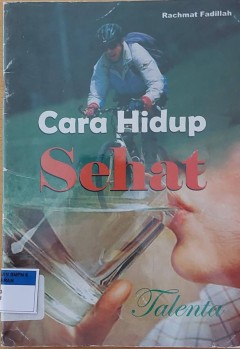 Rachmat Fadillah
Cara Hidup
Sehat
Talenta